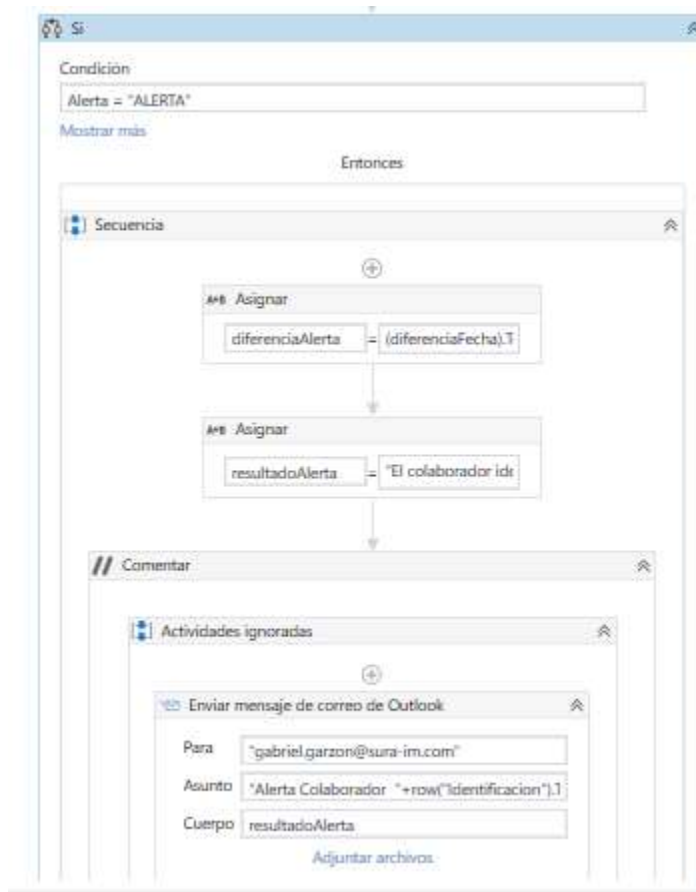 Si
Condición
Alerta = "ALERTA"
Mostrar más
Entonces
Secuencia
A+B Asignar
diferenciaAlerta = (diferenciaFecha).T
A+B Asignar
resultadoAlerta = "El colaborador ide
// Comentar
Actividades ignoradas
Enviar mensaje de correo de Outlook
Para "gabriel.garzon@sura-im.com"
Asunto "Alerta Colaborador "+row("Identificacion").T
Cuerpo resultadoAlerta
Adjuntar archivos